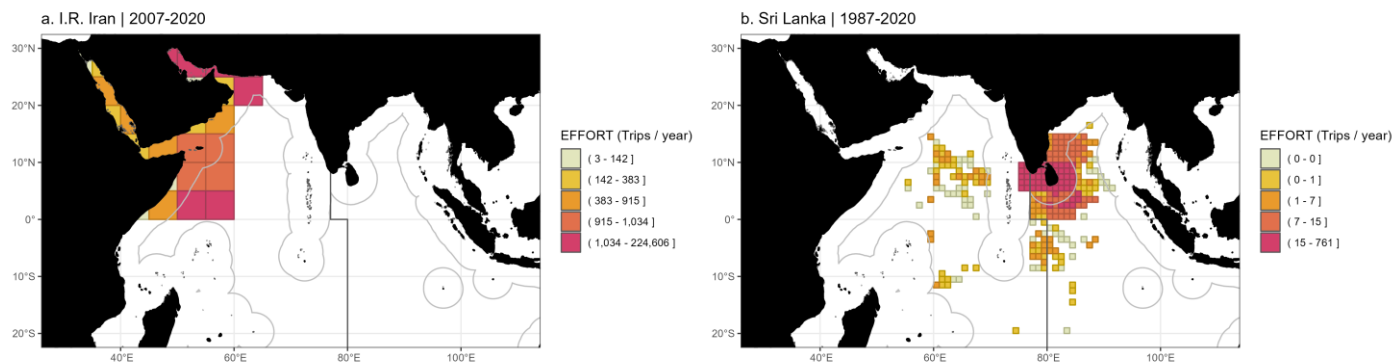 a. I.R. Iran | 2007-2020
30°N
20°N
10°N
0°
10°S
20°S
40°E
60°E
80°E
100°E
EFFORT (Trips / year)
( 3 - 142 ]
( 142 - 383 ]
( 383 - 915 ]
( 915 - 1,034 ]
( 1,034 - 224,606 ]
b. Sri Lanka | 1987-2020
30°N
20°N
10°N
0°
10°S
20°S
40°E
60°E
80°E
100°E
EFFORT (Trips / year)
( 0 - 0 ]
( 0 - 1 ]
( 1 - 7 ]
( 7 - 15 ]
( 15 - 761 ]